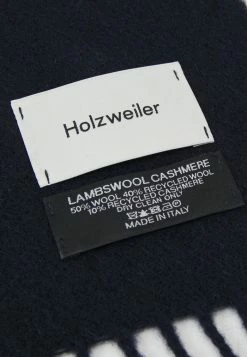 Holzweiler
LAMBSWOOL CASHMERE
50% WOOL 40% RECYCLED WOOL
10% RECYCLED CASHMERE
DRY CLEAN ONLY
MADE IN ITALY